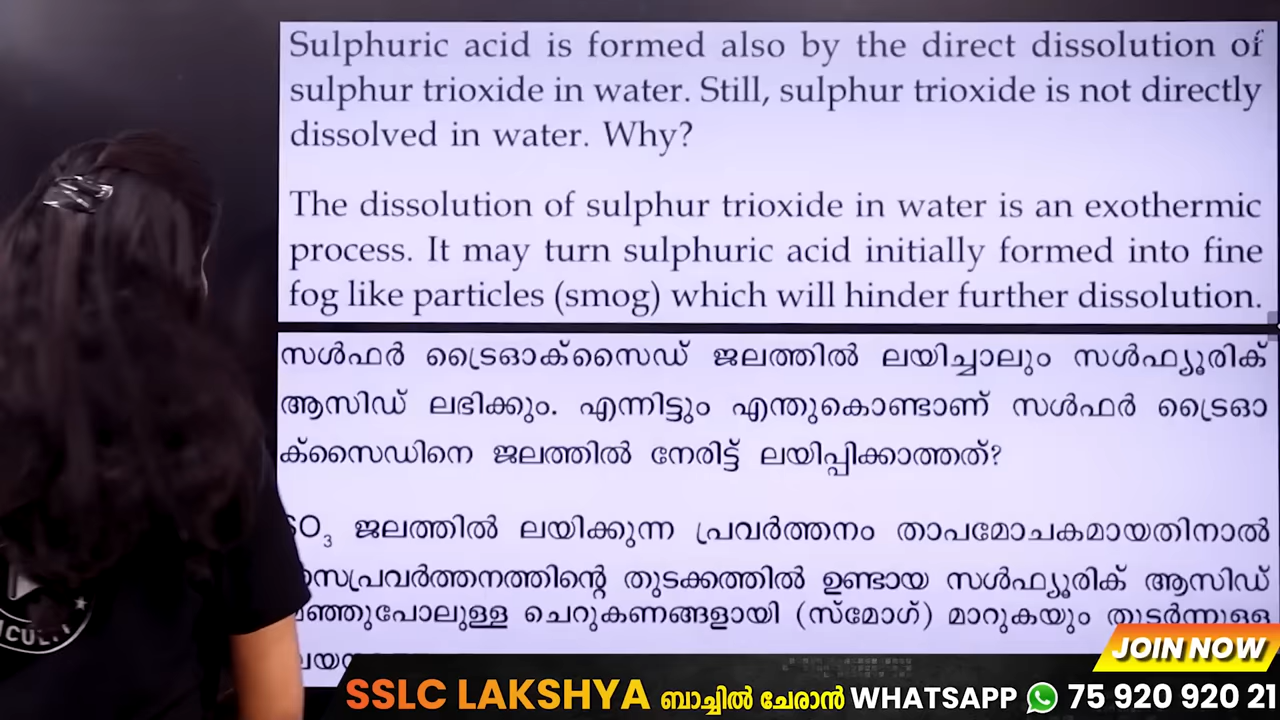 Sulphuric acid is formed also by the direct dissolution of
sulphur trioxide in water. Still, sulphur trioxide is not directly
dissolved in water. Why?
The dissolution of sulphur trioxide in water is an exothermic
process. It may turn sulphuric acid initially formed into fine
fog like particles (smog) which will hinder further dissolution.
സൾഫർ ട്രൈഓക്സൈഡ് ജലത്തിൽ ലയിച്ചാലും സൾഫ്യൂരിക്
ആസിഡ് ലഭിക്കും. എന്നിട്ടും എന്തുകൊണ്ടാണ് സൾഫർ ട്രൈഓ
ക്സൈഡിനെ ജലത്തിൽ നേരിട്ട് ലയിപ്പിക്കാത്തത്?
SO₃ ജലത്തിൽ ലയിക്കുന്ന പ്രവർത്തനം താപമോചകമായതിനാൽ
രാസപ്രവർത്തനത്തിന്റെ തുടക്കത്തിൽ ഉണ്ടായ സൾഫ്യൂരിക് ആസിഡ്
മഞ്ഞുപോലുള്ള ചെറുകണങ്ങളായി (സ്മോഗ്) മാറുകയും തുടർന്നുള്ള
JOIN NOW
SSLC LAKSHYA ബാച്ചിൽ ചേരാൻ WHATSAPP 75 920 920 21